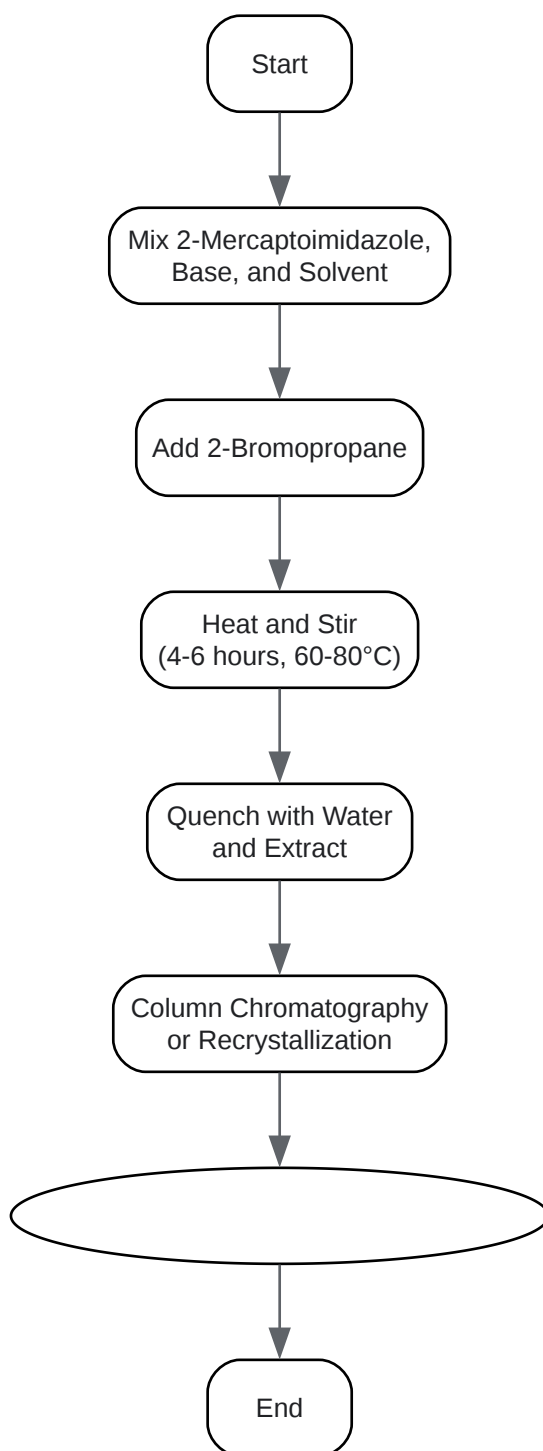 Start
Mix 2-Mercaptoimidazole,
Base, and Solvent
Add 2-Bromopropane
Heat and Stir
(4-6 hours, 60-80°C)
Quench with Water
and Extract
Column Chromatography
or Recrystallization
End